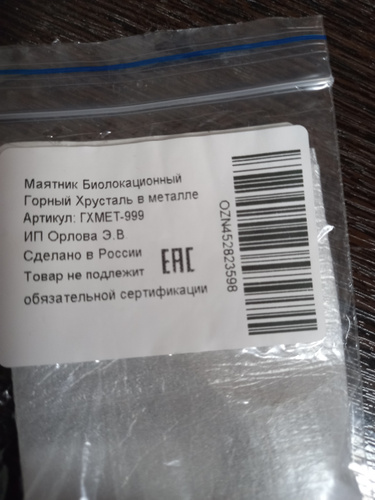 Маятник Биолокационный
Горный Хрусталь в металле
Артикул: ГХМЕТ-999
ИП Орлова Э.В.
Сделано в России
Товар не подлежит
обязательной сертификации
EAC
OZN452823598